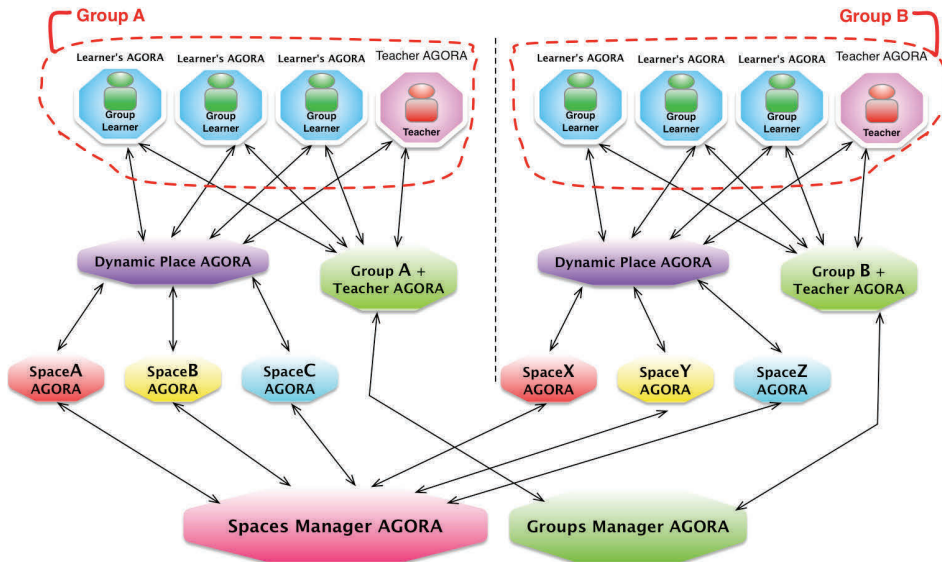 Group A
Group B
Learner's AGORA
Learner's AGORA
Learner's AGORA
Teacher AGORA
Learner's AGORA
Learner's AGORA
Learner's AGORA
Teacher AGORA
Group
Learner
Group
Learner
Group
Learner
Teacher
Group
Learner
Group
Learner
Group
Learner
Teacher
Dynamic Place AGORA
Group A +
Teacher AGORA
Dynamic Place AGORA
Group B +
Teacher AGORA
SpaceA
AGORA
SpaceB
AGORA
SpaceC
AGORA
SpaceX
AGORA
SpaceY
AGORA
SpaceZ
AGORA
Spaces Manager AGORA
Groups Manager AGORA